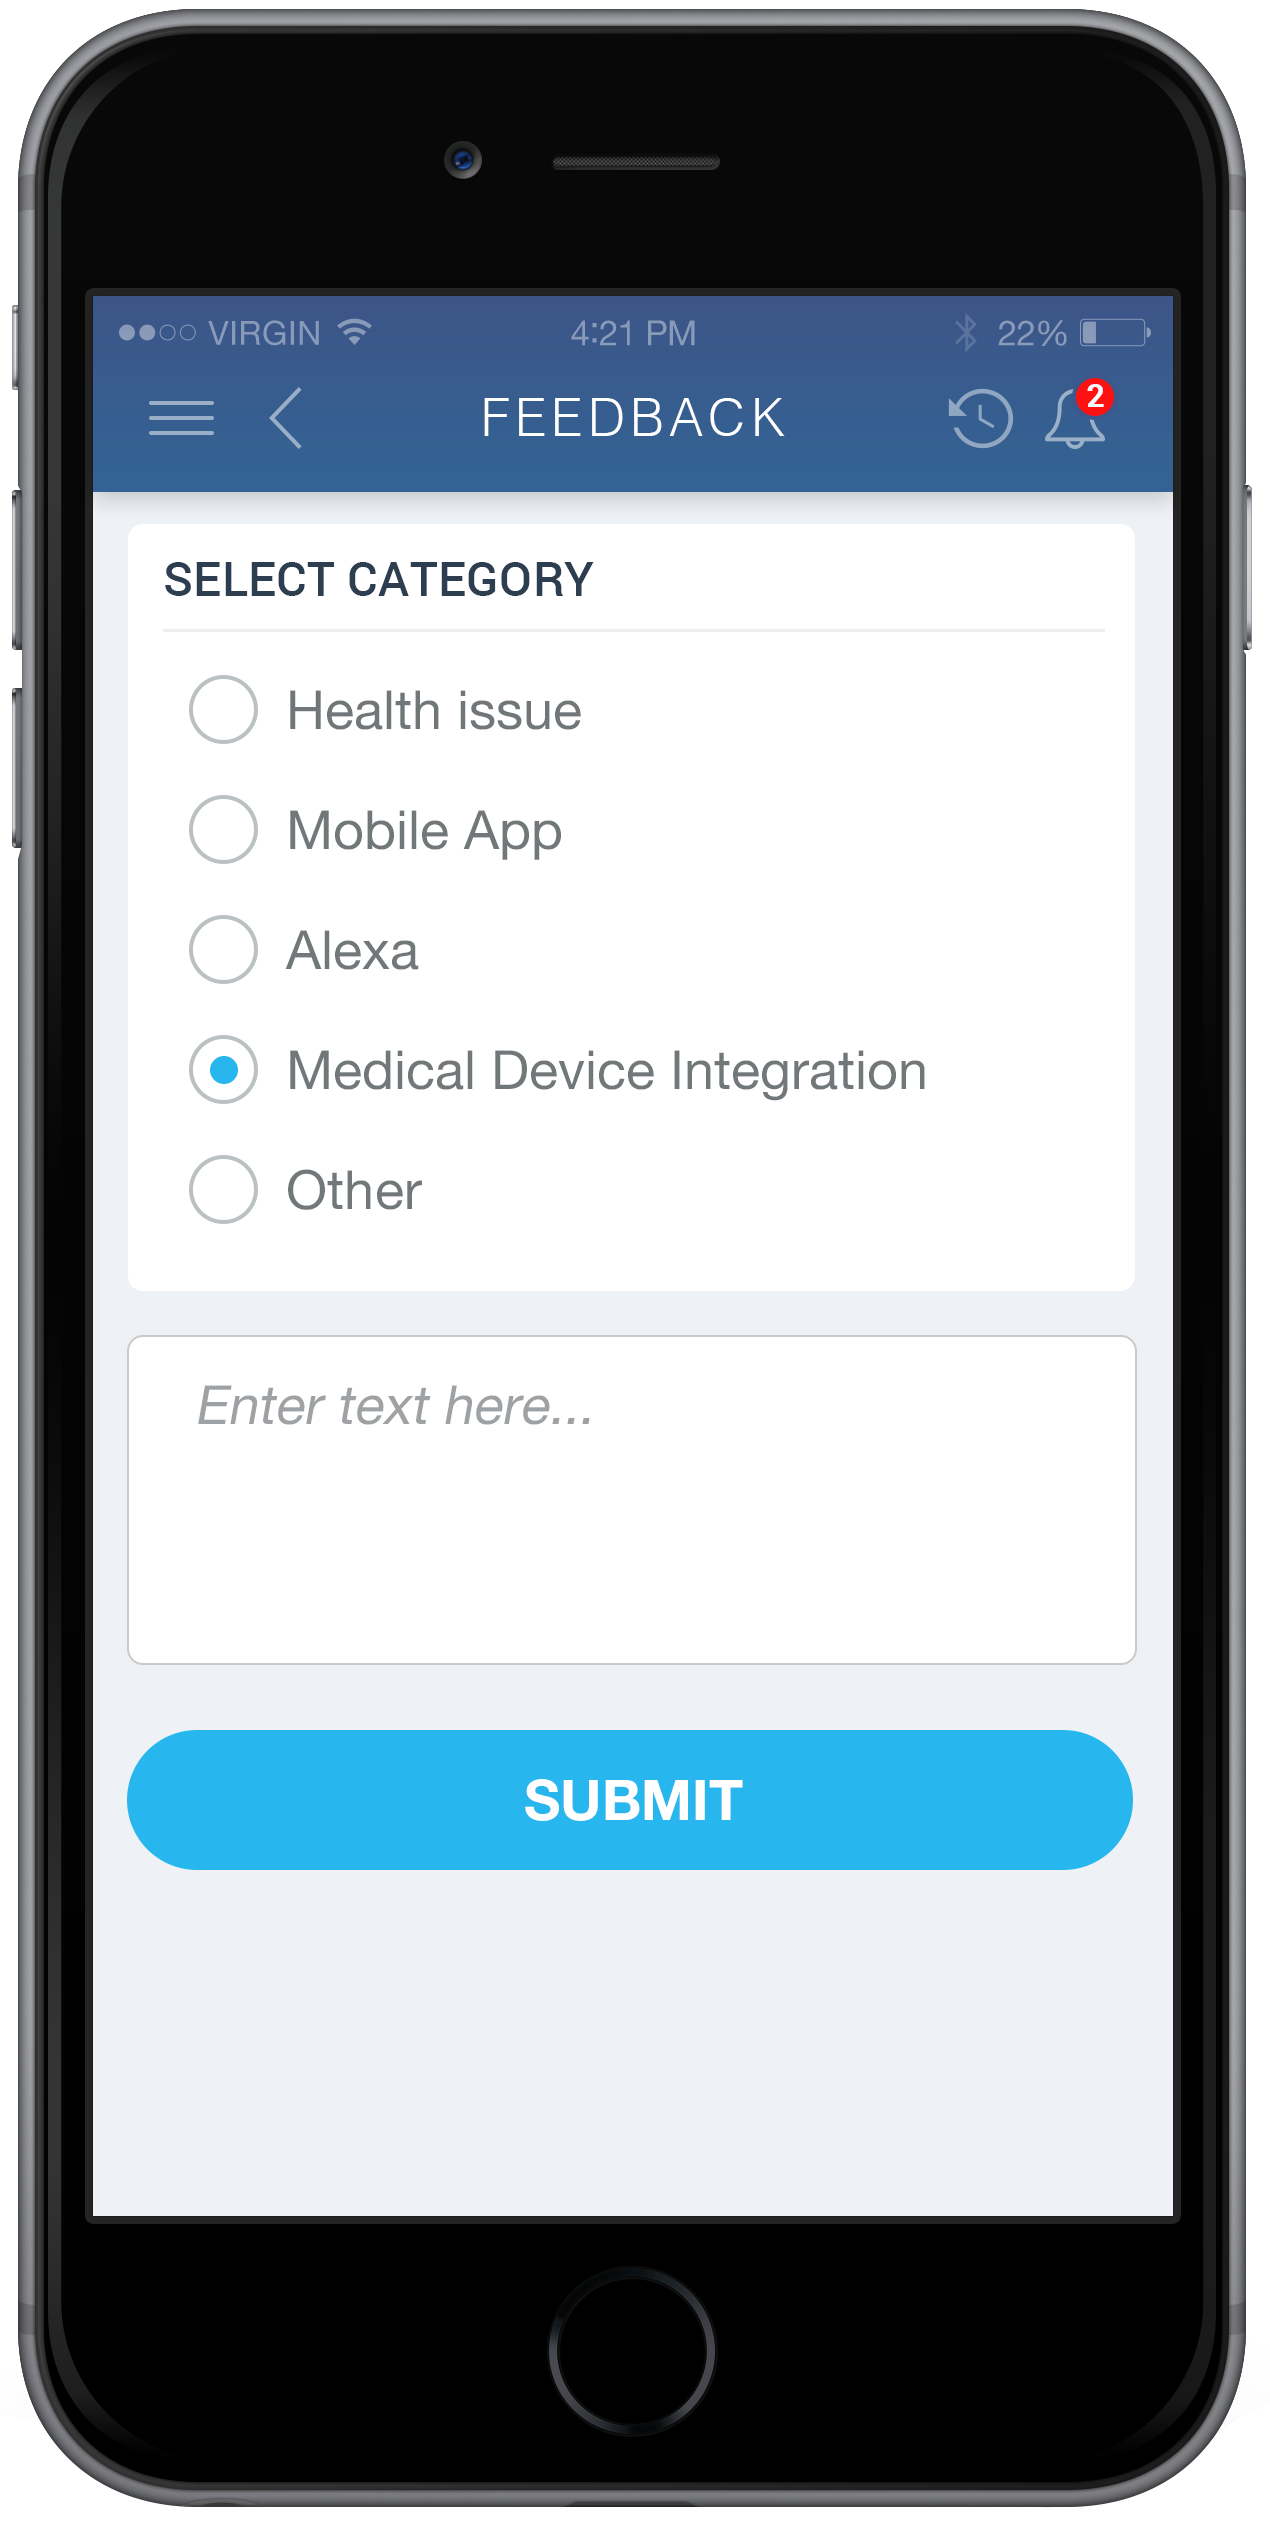 VIRGIN 4:21 PM 22%
FEEDBACK 2
SELECT CATEGORY
Health issue
Mobile App
Alexa
Medical Device Integration
Other
Enter text here...
SUBMIT